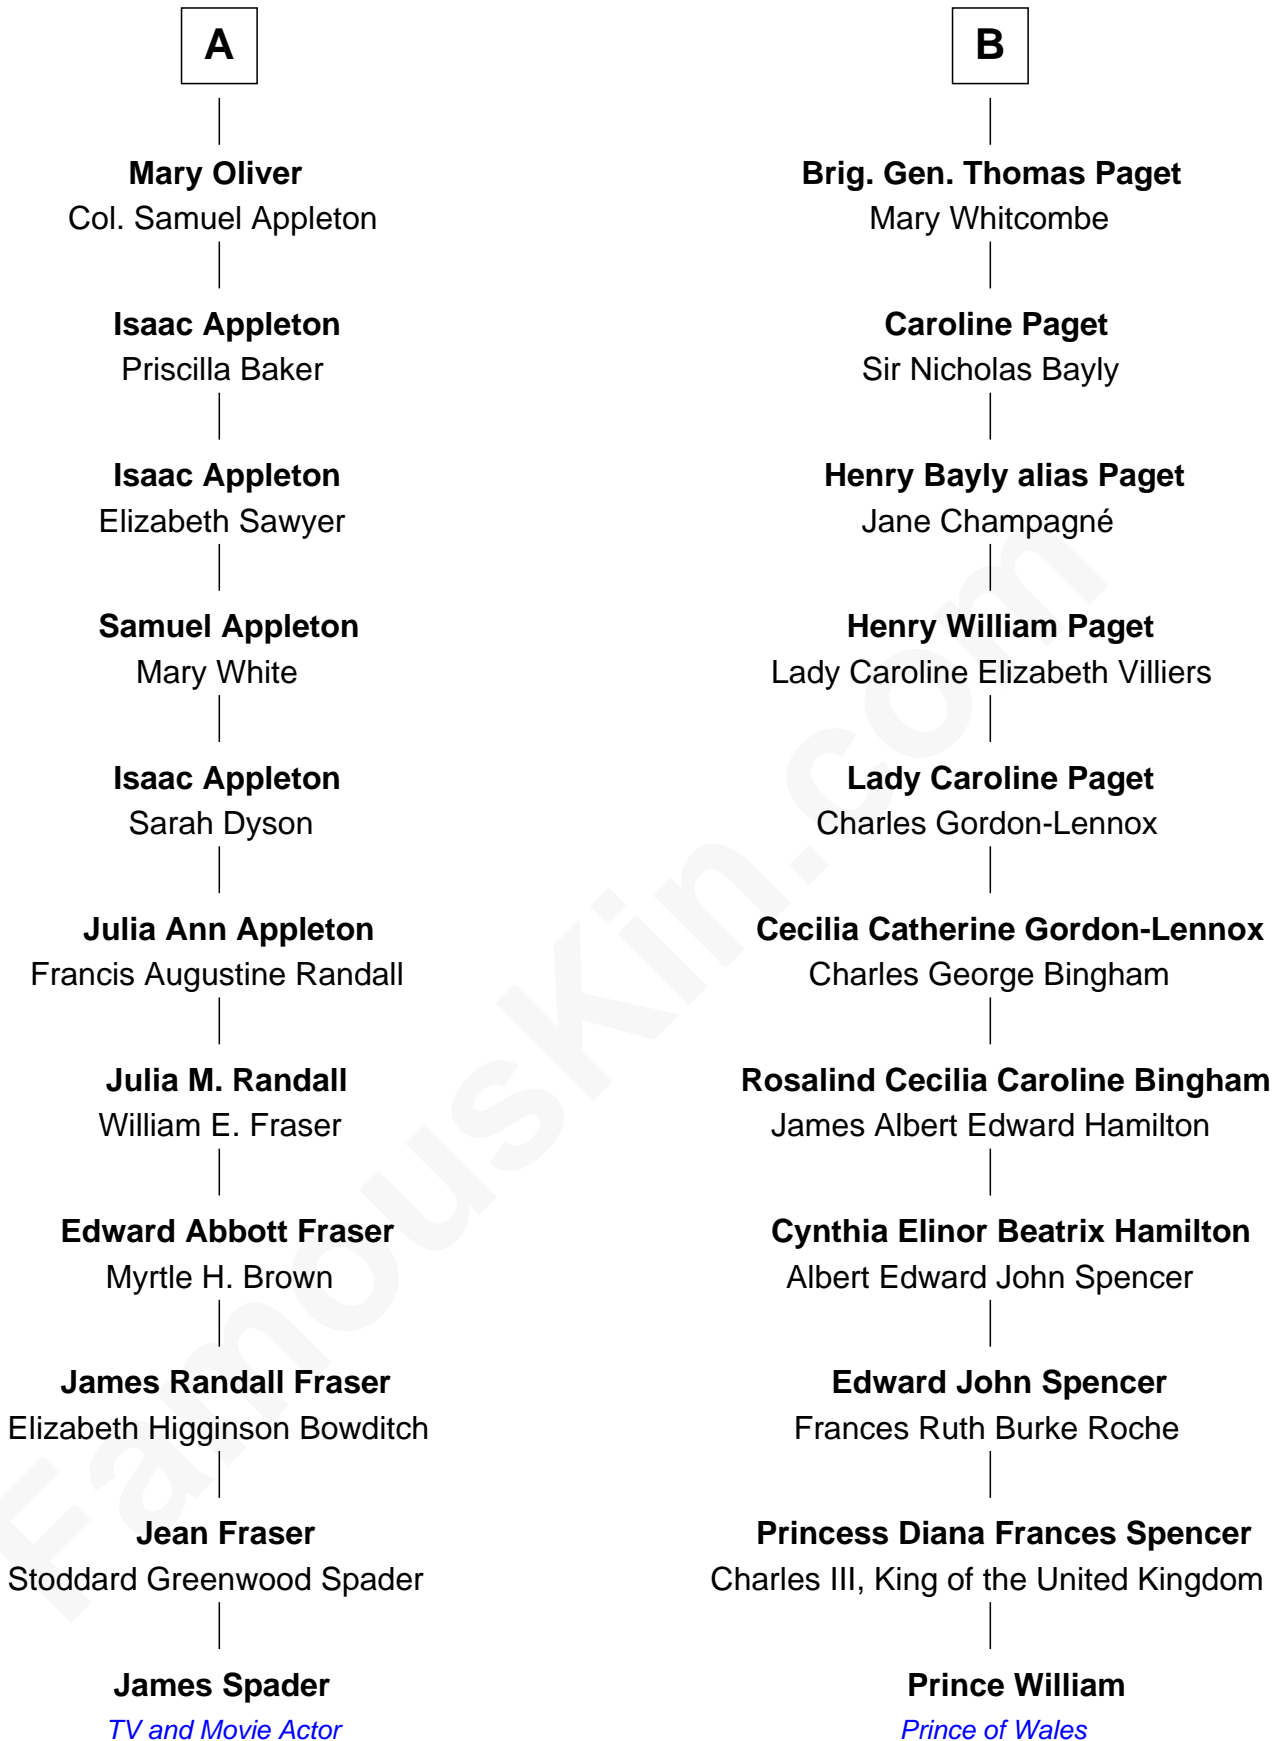 A
Mary Oliver
Col. Samuel Appleton
Isaac Appleton
Priscilla Baker
Isaac Appleton
Elizabeth Sawyer
Samuel Appleton
Mary White
Isaac Appleton
Sarah Dyson
Julia Ann Appleton
Francis Augustine Randall
Julia M. Randall
William E. Fraser
Edward Abbott Fraser
Myrtle H. Brown
James Randall Fraser
Elizabeth Higginson Bowditch
Jean Fraser
Stoddard Greenwood Spader
James Spader
TV and Movie Actor
B
Brig. Gen. Thomas Paget
Mary Whitcombe
Caroline Paget
Sir Nicholas Bayly
Henry Bayly alias Paget
Jane Champagné
Henry William Paget
Lady Caroline Elizabeth Villiers
Lady Caroline Paget
Charles Gordon-Lennox
Cecilia Catherine Gordon-Lennox
Charles George Bingham
Rosalind Cecilia Caroline Bingham
James Albert Edward Hamilton
Cynthia Elinor Beatrix Hamilton
Albert Edward John Spencer
Edward John Spencer
Frances Ruth Burke Roche
Princess Diana Frances Spencer
Charles III, King of the United Kingdom
Prince William
Prince of Wales
FamousKin.com